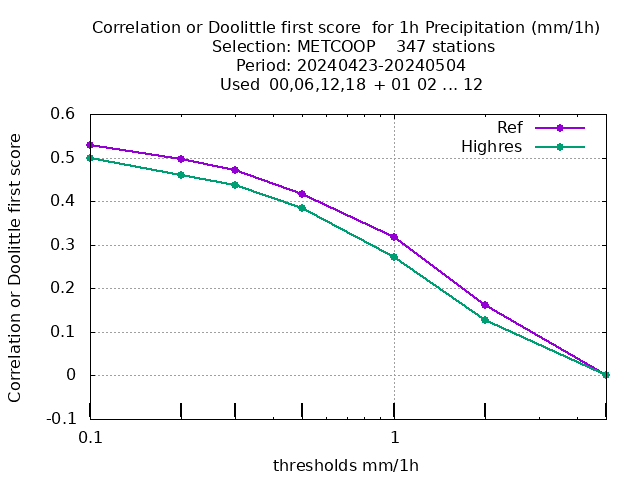 Correlation or Doolittle first score  for 1h Precipitation (mm/1h)
Selection: METCOOP    347 stations
Period: 20240423-20240504
Used 00,06,12,18 + 01 02 ... 12
Ref
Highres
Correlation or Doolittle first score
0.6
0.5
0.4
0.3
0.2
0.1
0
-0.1
0.1
1
thresholds mm/1h